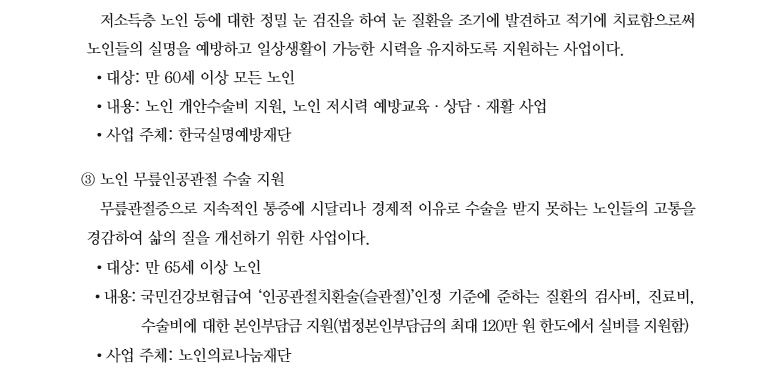 저소득층 노인 등에 대한 정밀 눈 검진을 하여 눈 질환을 조기에 발견하고 적기에 치료함으로써
노인들의 실명을 예방하고 일상생활이 가능한 시력을 유지하도록 지원하는 사업이다.
• 대상: 만 60세 이상 모든 노인
• 내용: 노인 개안수술비 지원, 노인 저시력 예방교육 · 상담 · 재활 사업
• 사업 주체: 한국실명예방재단
③ 노인 무릎인공관절 수술 지원
무릎관절증으로 지속적인 통증에 시달리나 경제적 이유로 수술을 받지 못하는 노인들의 고통을
경감하여 삶의 질을 개선하기 위한 사업이다.
• 대상: 만 65세 이상 노인
• 내용: 국민건강보험급여 ‘인공관절치환술(슬관절)’인정 기준에 준하는 질환의 검사비, 진료비,
수술비에 대한 본인부담금 지원(법정본인부담금의 최대 120만 원 한도에서 실비를 지원함)
• 사업 주체: 노인의료나눔재단